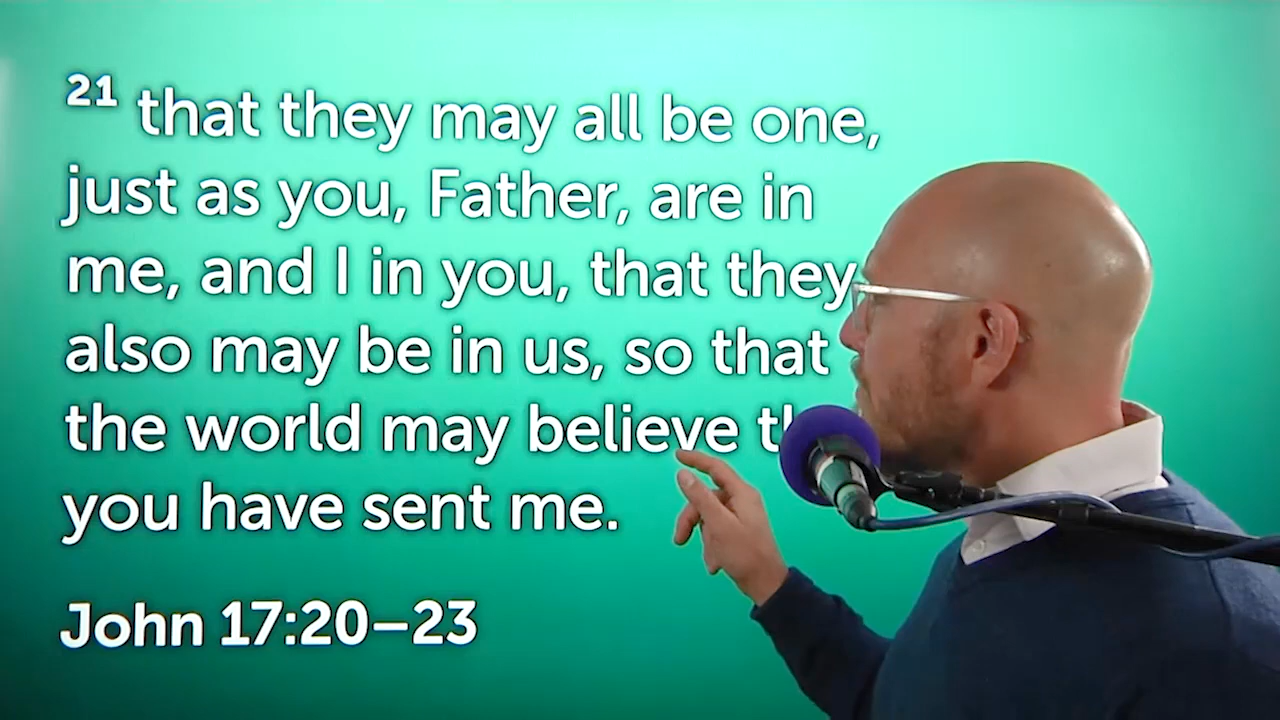 21 that they may all be one,
just as you, Father, are in
me, and I in you, that they
also may be in us, so that
the world may believe
you have sent me.
John 17:20–23